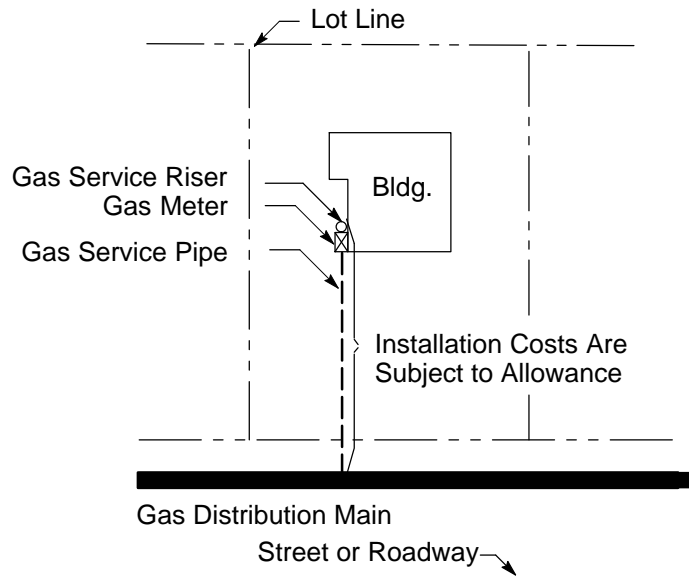 Lot Line
Gas Service Riser
Bldg.
Gas Meter
Gas Service Pipe
Installation Costs Are
Subject to Allowance
Gas Distribution Main
Street or Roadway